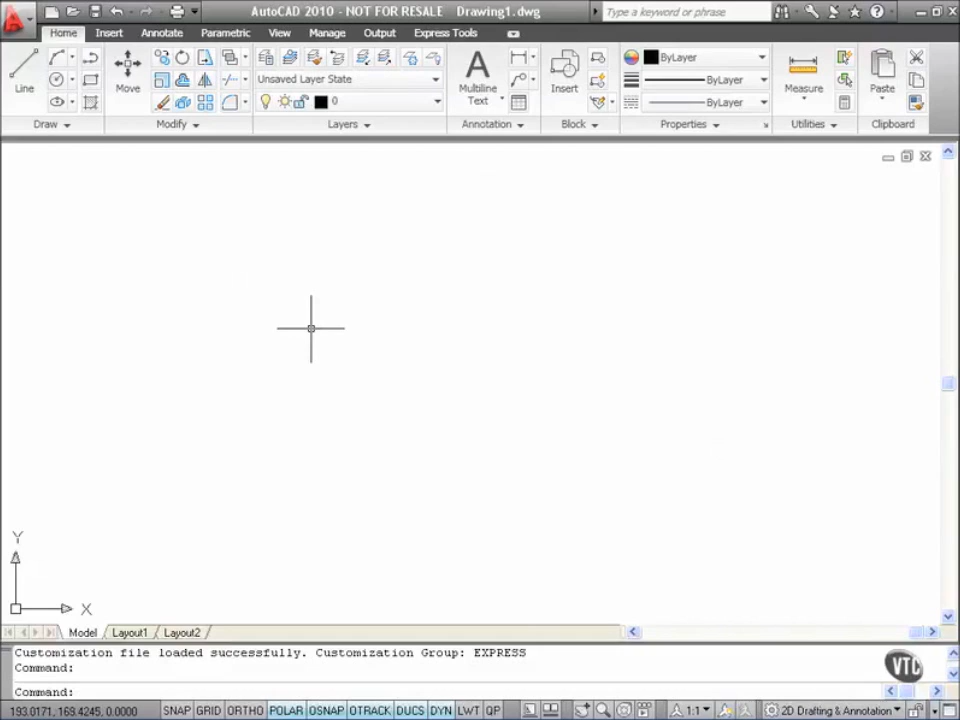 AutoCAD 2010 - NOT FOR RESALE Drawing1.dwg Type a keyword or phrase
Home Insert Annotate Parametric View Manage Output Express Tools
Line Move Unsaved Layer State 0 Multiline Text Insert ByLayer ByLayer ByLayer Measure Paste
Draw Modify Layers Annotation Block Properties Utilities Clipboard
Y
X
Model Layout1 Layout2
Customization file loaded successfully. Customization Group: EXPRESS
Command:
VTC
Command:
193.0171, 169.4245, 0.0000 SNAP GRID ORTHO POLAR OSNAP OTRACK DUCS DYN LWT QP 1:1 2D Drafting & Annotation